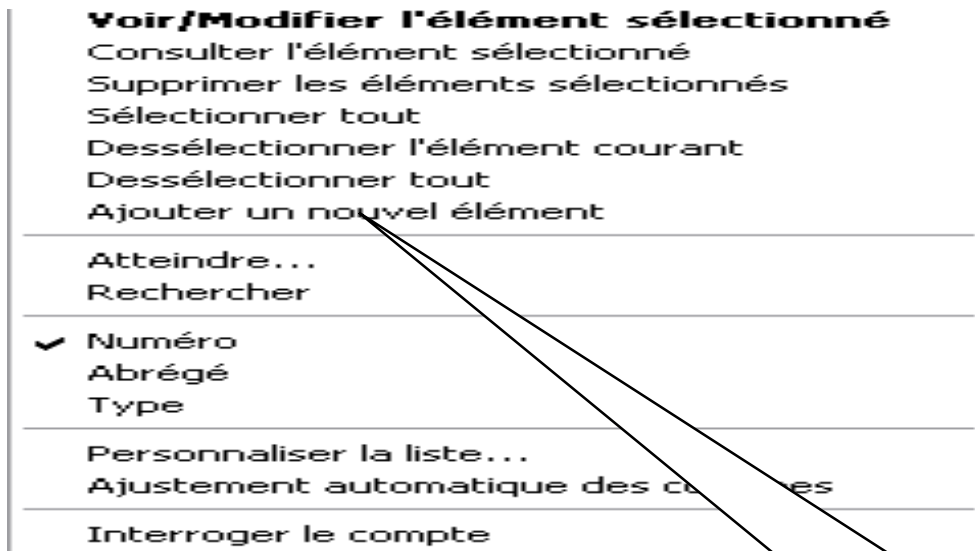 Voir/Modifier l'élément sélectionné
Consulter l'élément sélectionné
Supprimer les éléments sélectionnés
Sélectionner tout
Dessélectionner l'élément courant
Dessélectionner tout
Ajouter un nouvel élément
Atteindre...
Rechercher
Numéro
Abrégé
Type
Personnaliser la liste...
Ajustement automatique des colonnes
Interroger le compte